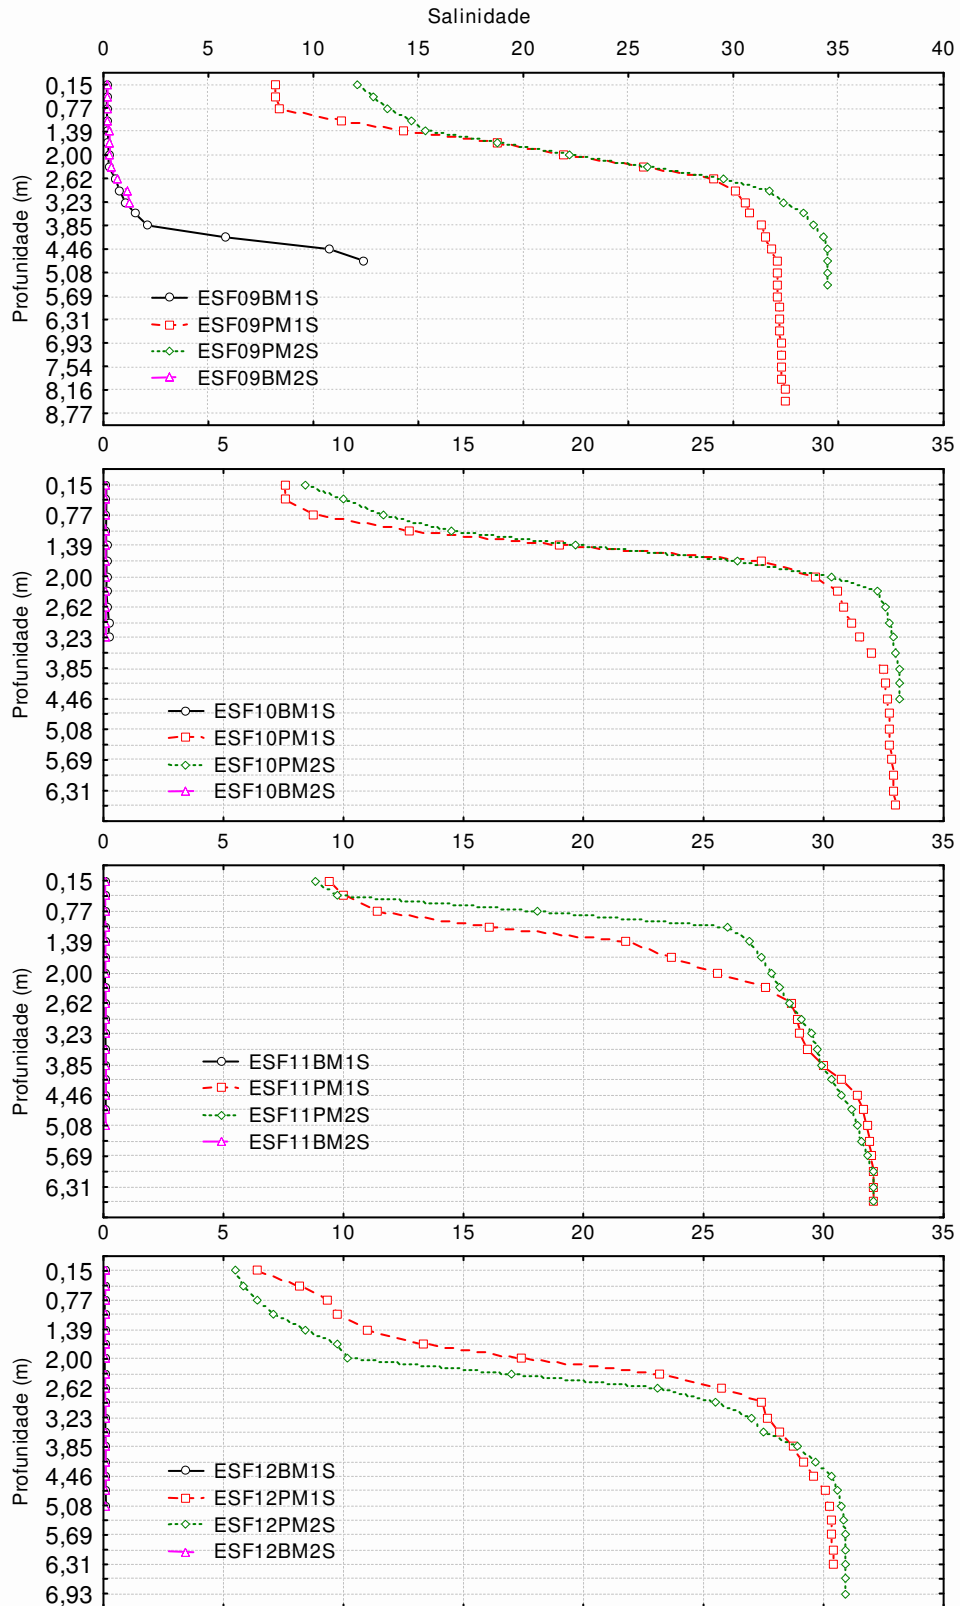 Salinidade
0 5 10 15 20 25 30 35 40
0,15
0,77
1,39
2,00
2,62
3,23
3,85
4,46
5,08
5,69
6,31
6,93
7,54
8,16
8,77
Profunidade (m)
ESF09BM1S
ESF09PM1S
ESF09PM2S
ESF09BM2S
0 5 10 15 20 25 30 35
0,15
0,77
1,39
2,00
2,62
3,23
3,85
4,46
5,08
5,69
6,31
Profunidade (m)
ESF10BM1S
ESF10PM1S
ESF10PM2S
ESF10BM2S
0 5 10 15 20 25 30 35
0,15
0,77
1,39
2,00
2,62
3,23
3,85
4,46
5,08
5,69
6,31
Profunidade (m)
ESF11BM1S
ESF11PM1S
ESF11PM2S
ESF11BM2S
0 5 10 15 20 25 30 35
0,15
0,77
1,39
2,00
2,62
3,23
3,85
4,46
5,08
5,69
6,31
6,93
Profunidade (m)
ESF12BM1S
ESF12PM1S
ESF12PM2S
ESF12BM2S